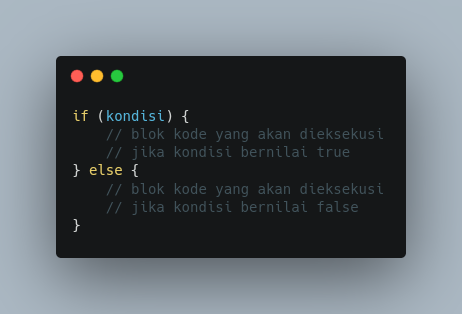 if (kondisi) {
    // blok kode yang akan dieksekusi
    // jika kondisi bernilai true
} else {
    // blok kode yang akan dieksekusi
    // jika kondisi bernilai false
}